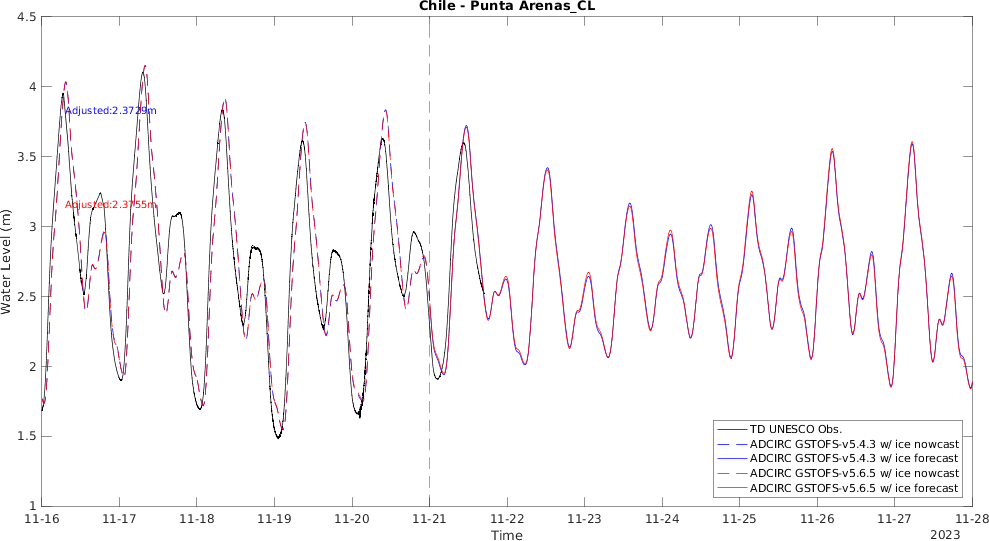 Chile - Punta Arenas_CL
4.5
4
3.5
3
2.5
2
1.5
1
Water Level (m)
Adjusted:2.3729m
Adjusted:2.3755m
TD UNESCO Obs.
ADCIRC GSTOFS-v5.4.3 w/ ice nowcast
ADCIRC GSTOFS-v5.4.3 w/ ice forecast
ADCIRC GSTOFS-v5.6.5 w/ ice nowcast
ADCIRC GSTOFS-v5.6.5 w/ ice forecast
11-16 11-17 11-18 11-19 11-20 11-21 11-22 11-23 11-24 11-25 11-26 11-27 11-28
Time
2023